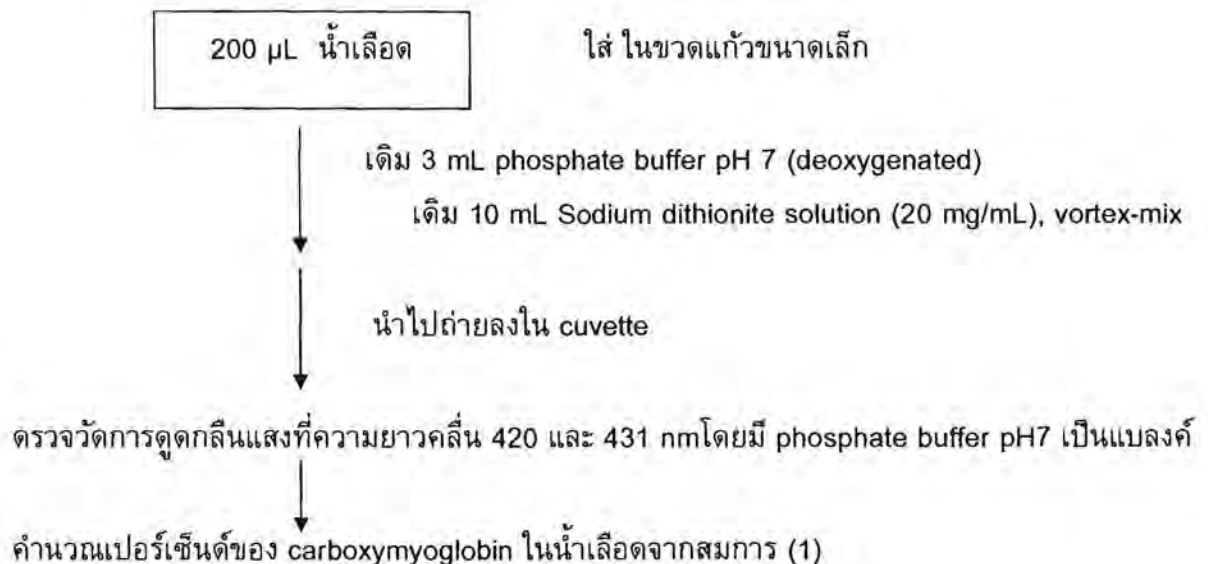 200 µL น้ำเลือด
ใส่ ในขวดแก้วขนาดเล็ก
เติม 3 mL phosphate buffer pH 7 (deoxygenated)
เติม 10 mL Sodium dithionite solution (20 mg/mL), vortex-mix
นำไปถ่ายลงใน cuvette
ตรวจวัดการดูดกลืนแสงที่ความยาวคลื่น 420 และ 431 nmโดยมี phosphate buffer pH7 เป็นแบลงค์
คำนวณเปอร์เซ็นต์ของ carboxymyoglobin ในน้ำเลือดจากสมการ (1)